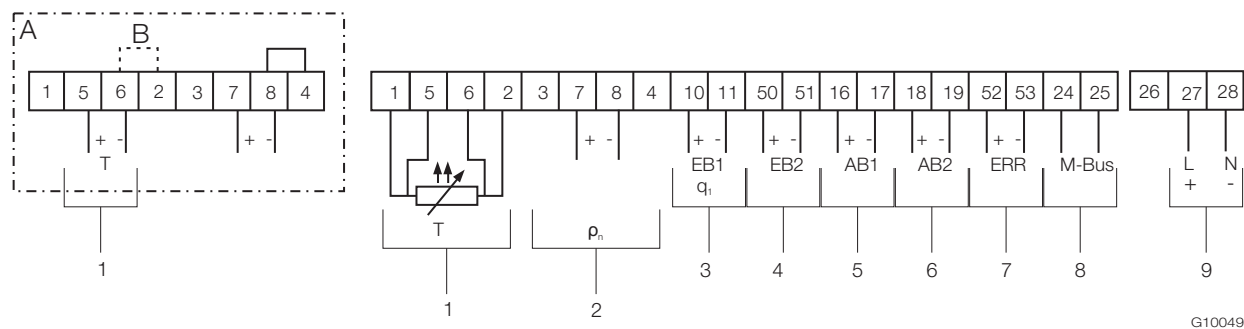 A
B
1 5 6 2 3 7 8 4
1 5 6 2 3 7 8 4 10 11 50 51 16 17 18 19 52 53 24 25
26 27 28
+ - + -
+ - + - + - + - + - + -
T
EB1 EB2 AB1 AB2 ERR M-Bus
L N
q₁
+ -
T
ρₙ
1
3 4 5 6 7 8 9
1 2
G10049